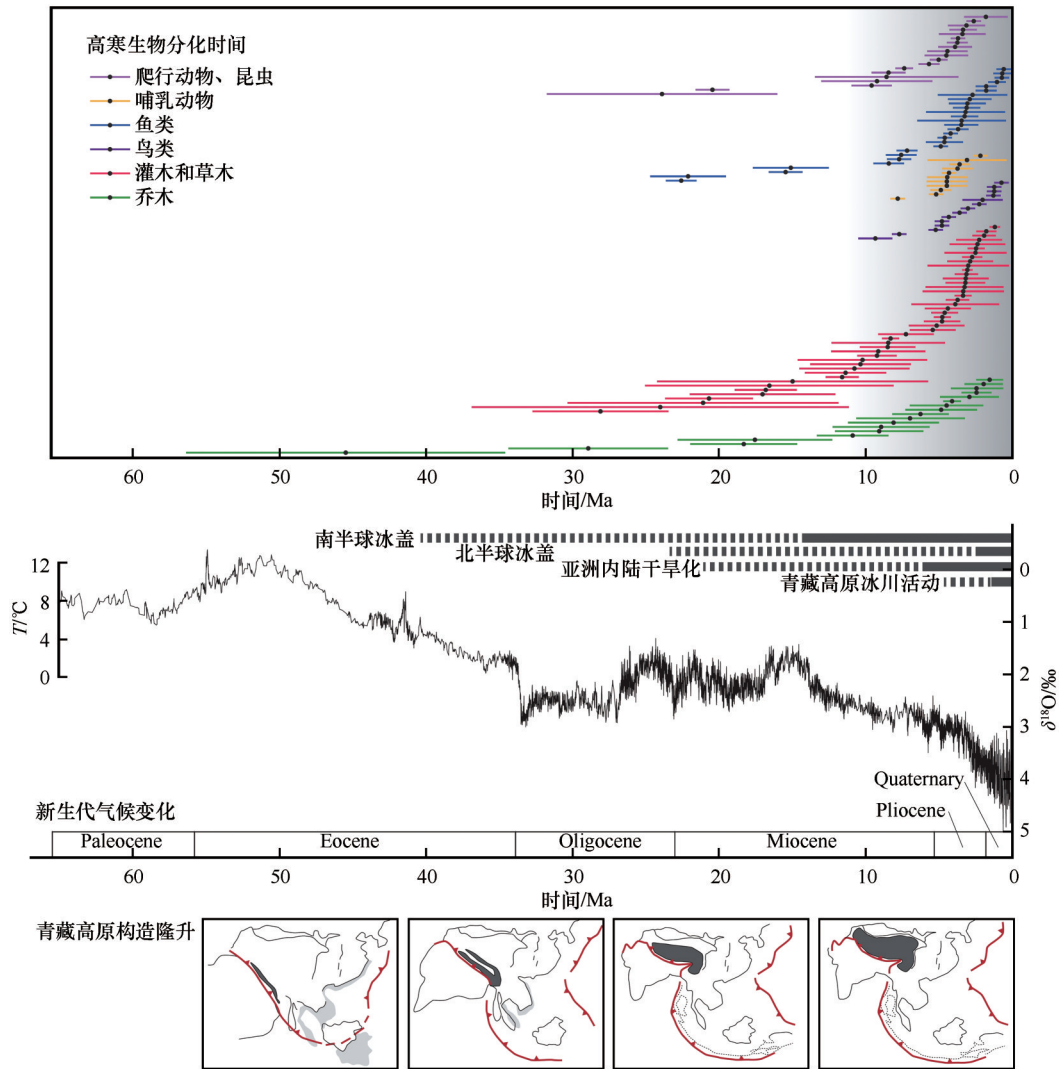 高寒生物分化时间
爬行动物、昆虫
哺乳动物
鱼类
鸟类
灌木和草木
乔木
60 50 40 30 20 10 0
时间/Ma
南半球冰盖
北半球冰盖
亚洲内陆干旱化
青藏高原冰川活动
12
8
4
0
T/℃
0
1
2
3
4
5
δ¹⁸O/‰
Quaternary
Pliocene
新生代气候变化
Paleocene Eocene Oligocene Miocene
60 50 40 30 20 10 0
时间/Ma
青藏高原构造隆升